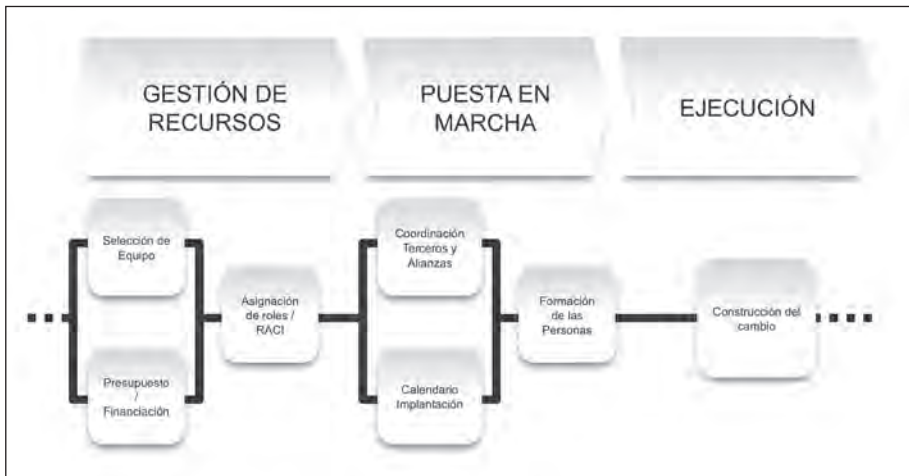 GESTIÓN DE
RECURSOS
PUESTA EN
MARCHA
EJECUCIÓN
Selección de
Equipo
Presupuesto
/
Financiación
Asignación
de roles /
RACI
Coordinación
Terceros y
Alianzas
Calendario
Implantación
Formación
de las
Personas
Construcción del
cambio